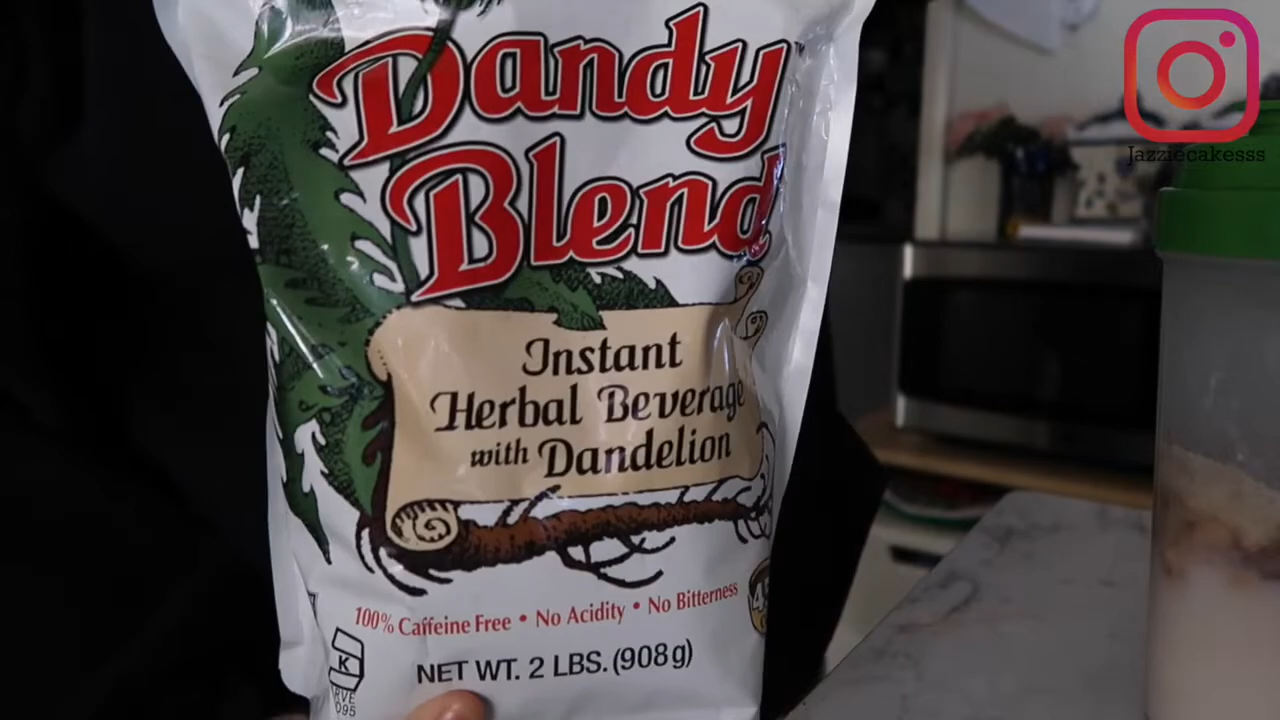 Dandy
Blend
Instant
Herbal Beverage
with Dandelion
100% Caffeine Free • No Acidity • No Bitterness
NET WT. 2 LBS. (908g)
K
Jazziecakesss